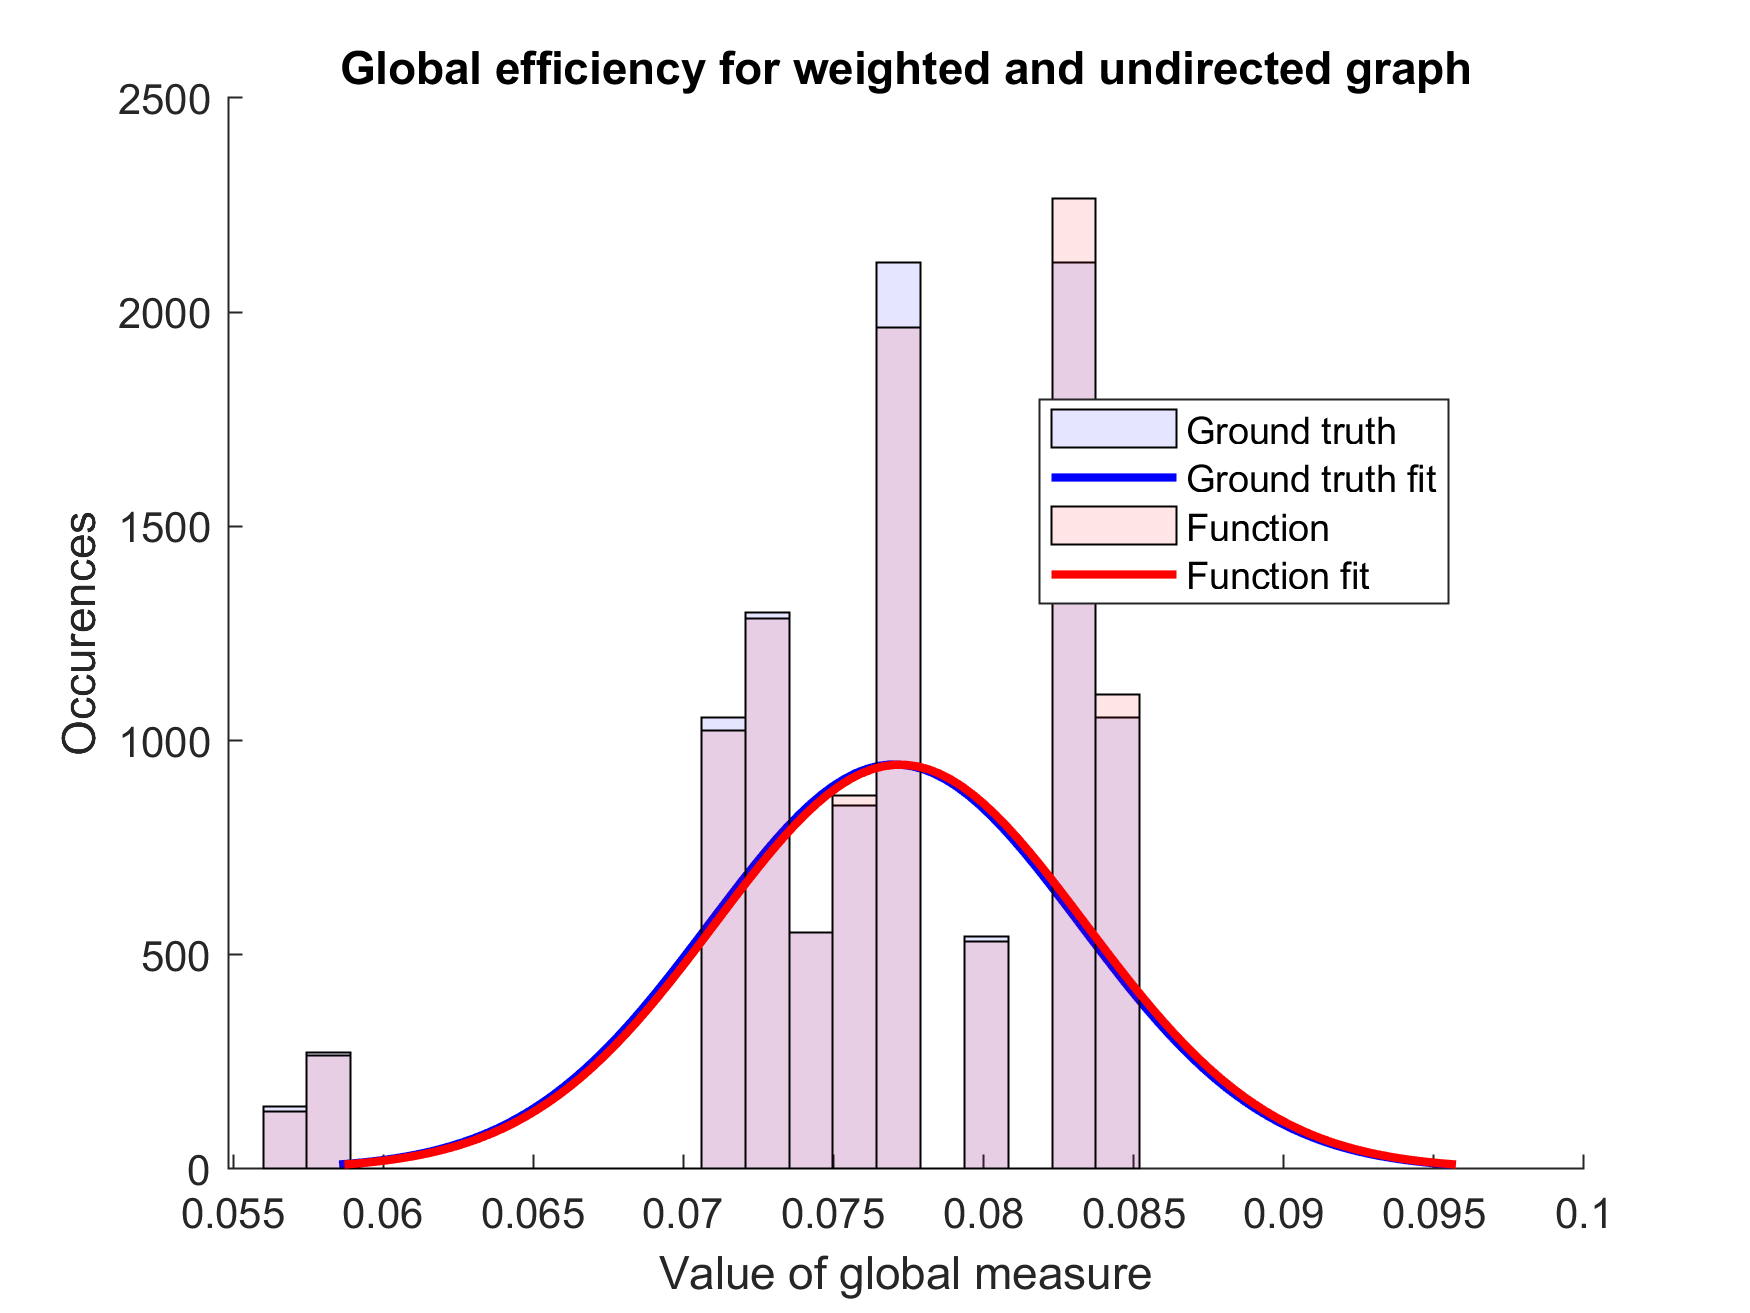 Global efficiency for weighted and undirected graph
2500
2000
1500
1000
500
0
Occurences
Ground truth
Ground truth fit
Function
Function fit
0.055 0.06 0.065 0.07 0.075 0.08 0.085 0.09 0.095 0.1
Value of global measure